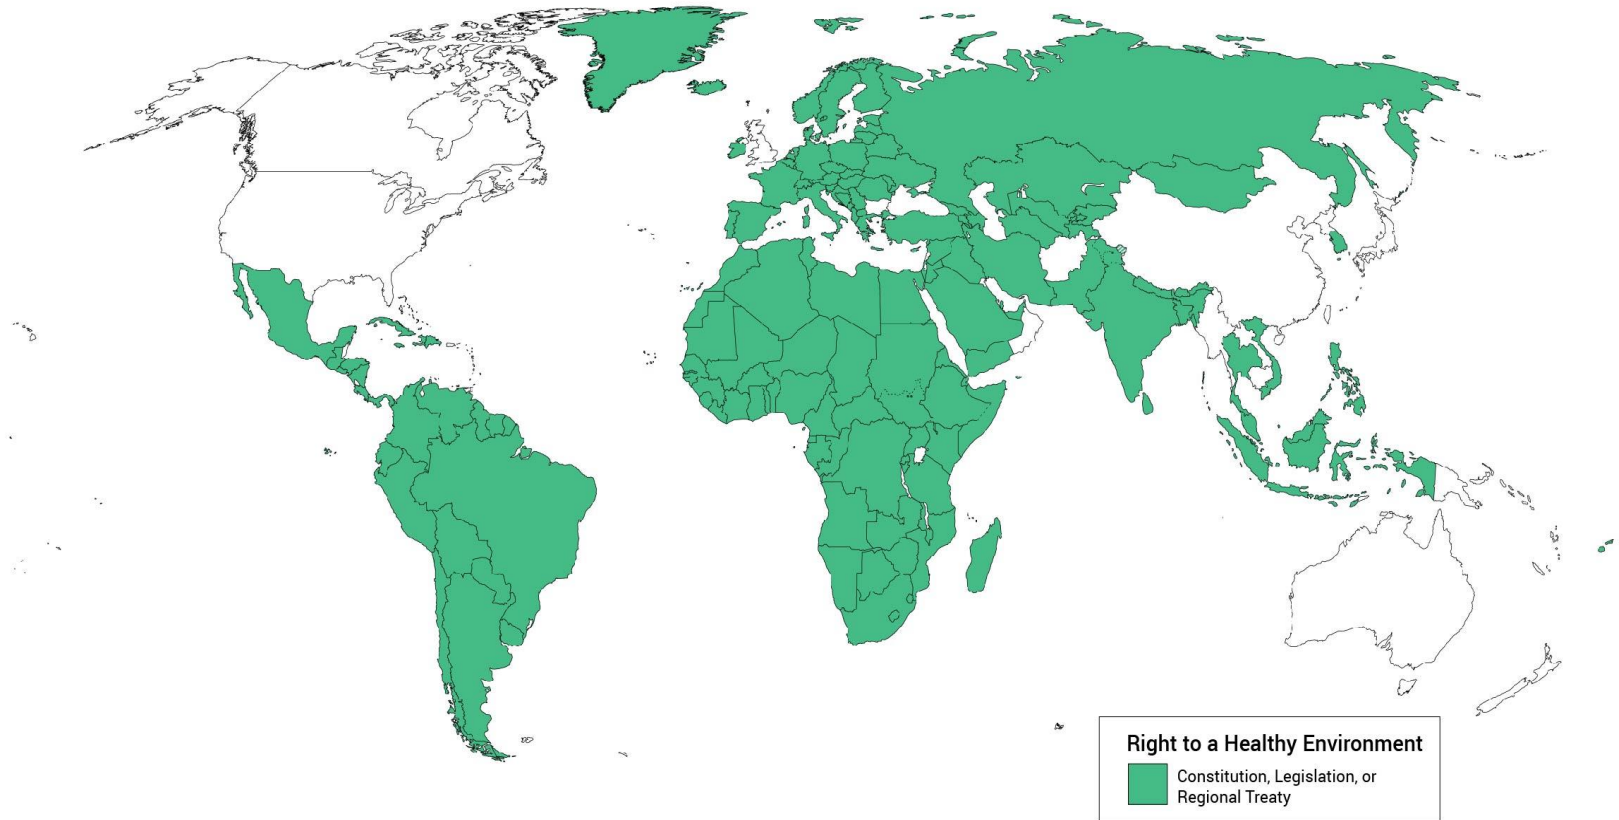 Right to a Healthy Environment
Constitution, Legislation, or
Regional Treaty